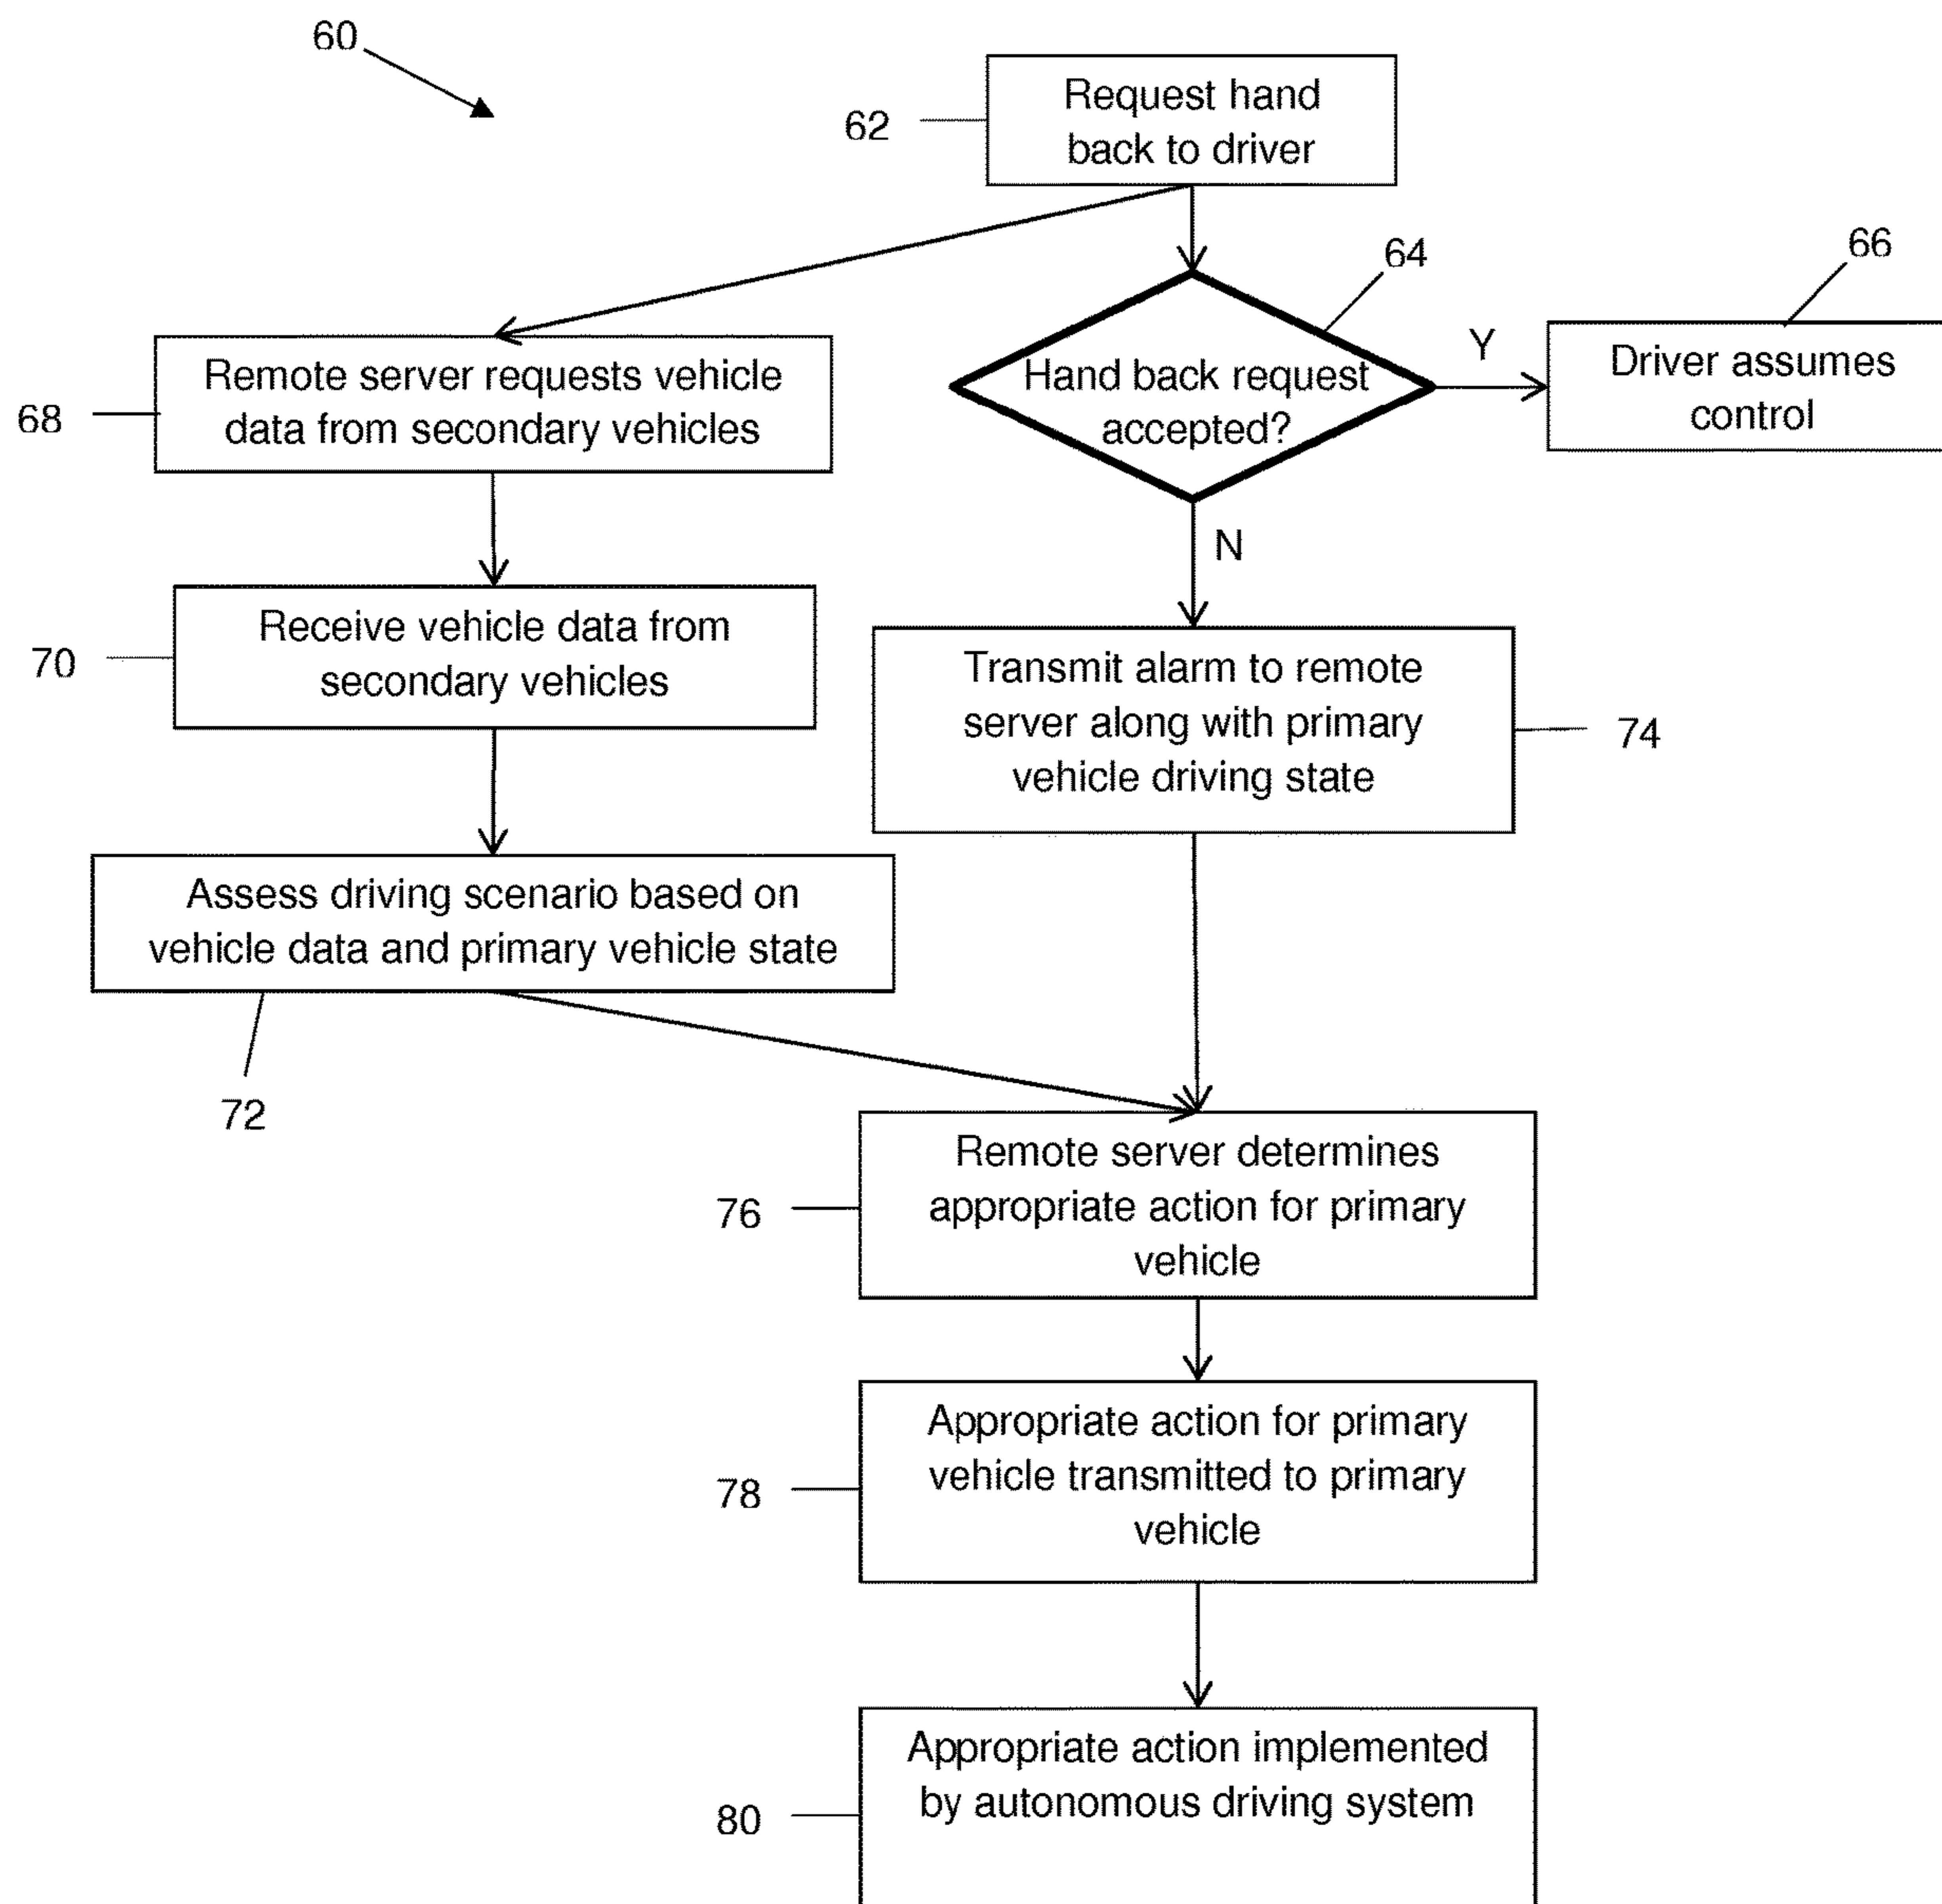 60
62
Request hand
back to driver
64
66
Hand back request
accepted?
Y
Driver assumes
control
68
Remote server requests vehicle
data from secondary vehicles
N
70
Receive vehicle data from
secondary vehicles
Transmit alarm to remote
server along with primary
vehicle driving state
74
Assess driving scenario based on
vehicle data and primary vehicle state
72
76
Remote server determines
appropriate action for primary
vehicle
78
Appropriate action for primary
vehicle transmitted to primary
vehicle
80
Appropriate action implemented
by autonomous driving system